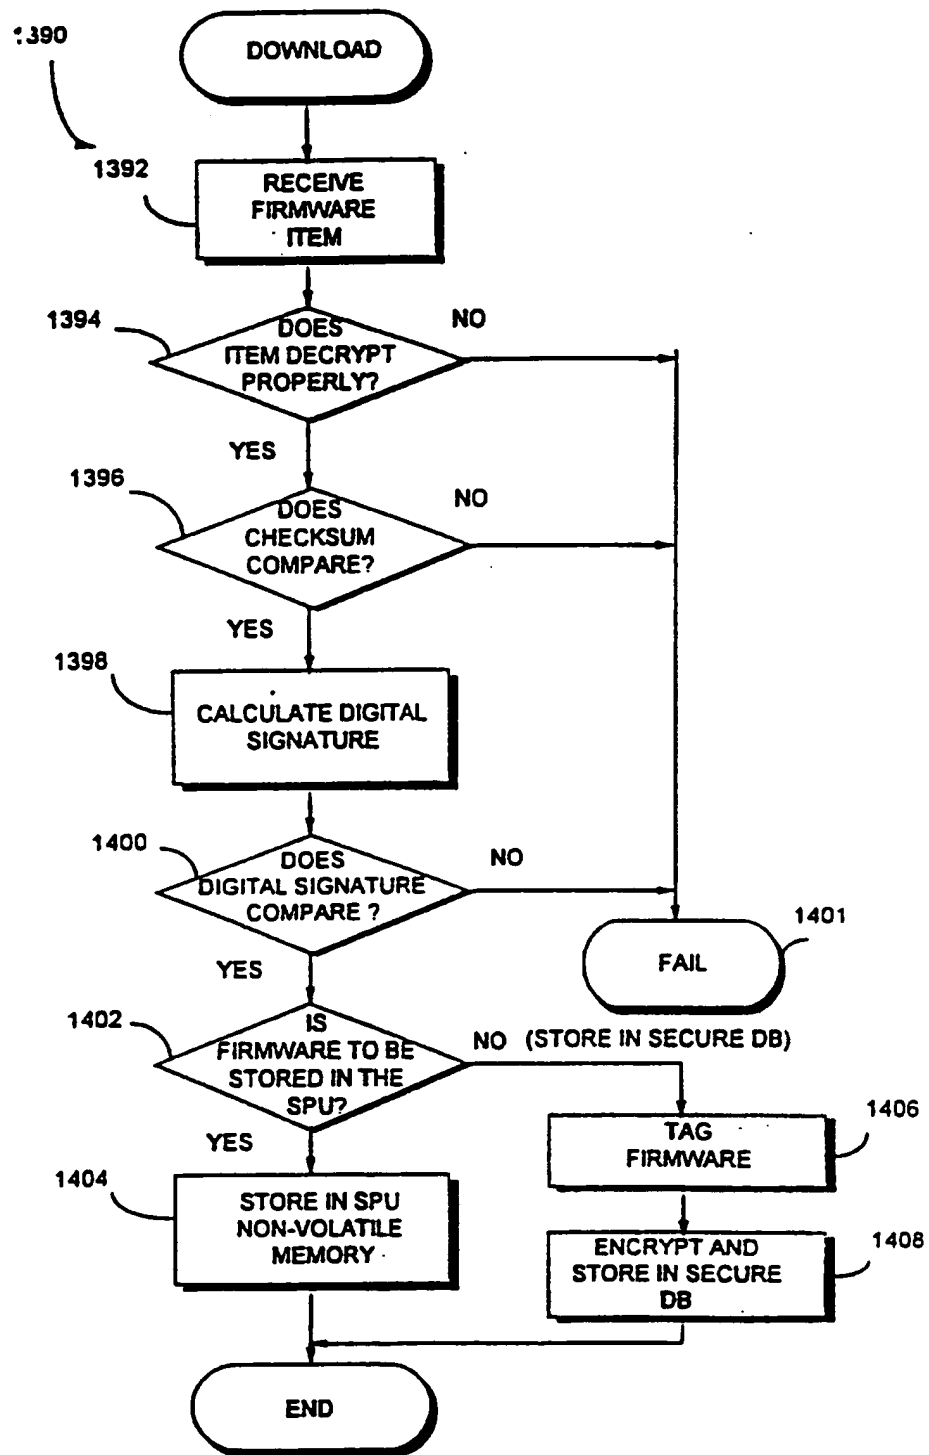 1390
DOWNLOAD
1392
RECEIVE
FIRMWARE
ITEM
1394
DOES
ITEM DECRYPT
PROPERLY?
NO
YES
1396
DOES
CHECKSUM
COMPARE?
NO
YES
1398
CALCULATE DIGITAL
SIGNATURE
1400
DOES
DIGITAL SIGNATURE
COMPARE ?
NO
1401
FAIL
YES
1402
IS
FIRMWARE TO BE
STORED IN THE
SPU?
NO (STORE IN SECURE DB)
YES
1406
TAG
FIRMWARE
1404
STORE IN SPU
NON-VOLATILE
MEMORY
1408
ENCRYPT AND
STORE IN SECURE
DB
END